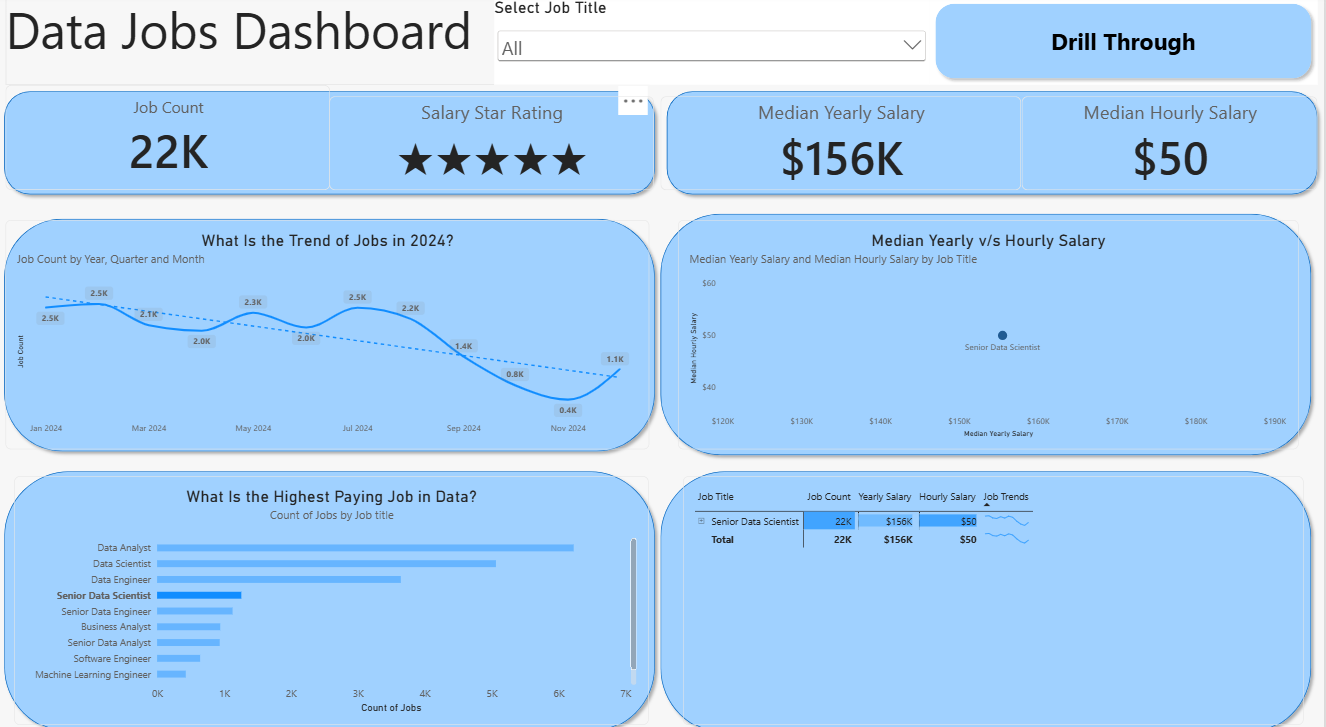 Data Jobs Dashboard
Select Job Title
All
Drill Through
Job Count
22K
Salary Star Rating
★★★★★
Median Yearly Salary
$156K
Median Hourly Salary
$50
What Is the Trend of Jobs in 2024?
Job Count by Year, Quarter and Month
Job Count
2.5K
2.5K
2.1K
2.0K
2.3K
2.0K
2.5K
2.2K
1.4K
0.8K
0.4K
1.1K
Jan 2024 Mar 2024 May 2024 Jul 2024 Sep 2024 Nov 2024
Median Yearly v/s Hourly Salary
Median Yearly Salary and Median Hourly Salary by Job Title
Median Hourly Salary
$60
$50
$40
Senior Data Scientist
$120K $130K $140K $150K $160K $170K $180K $190K
Median Yearly Salary
What Is the Highest Paying Job in Data?
Count of Jobs by Job title
Data Analyst
Data Scientist
Data Engineer
Senior Data Scientist
Senior Data Engineer
Business Analyst
Senior Data Analyst
Software Engineer
Machine Learning Engineer
0K 1K 2K 3K 4K 5K 6K 7K
Count of Jobs
Job Title Job Count Yearly Salary Hourly Salary Job Trends
Senior Data Scientist 22K $156K $50
Total 22K $156K $50